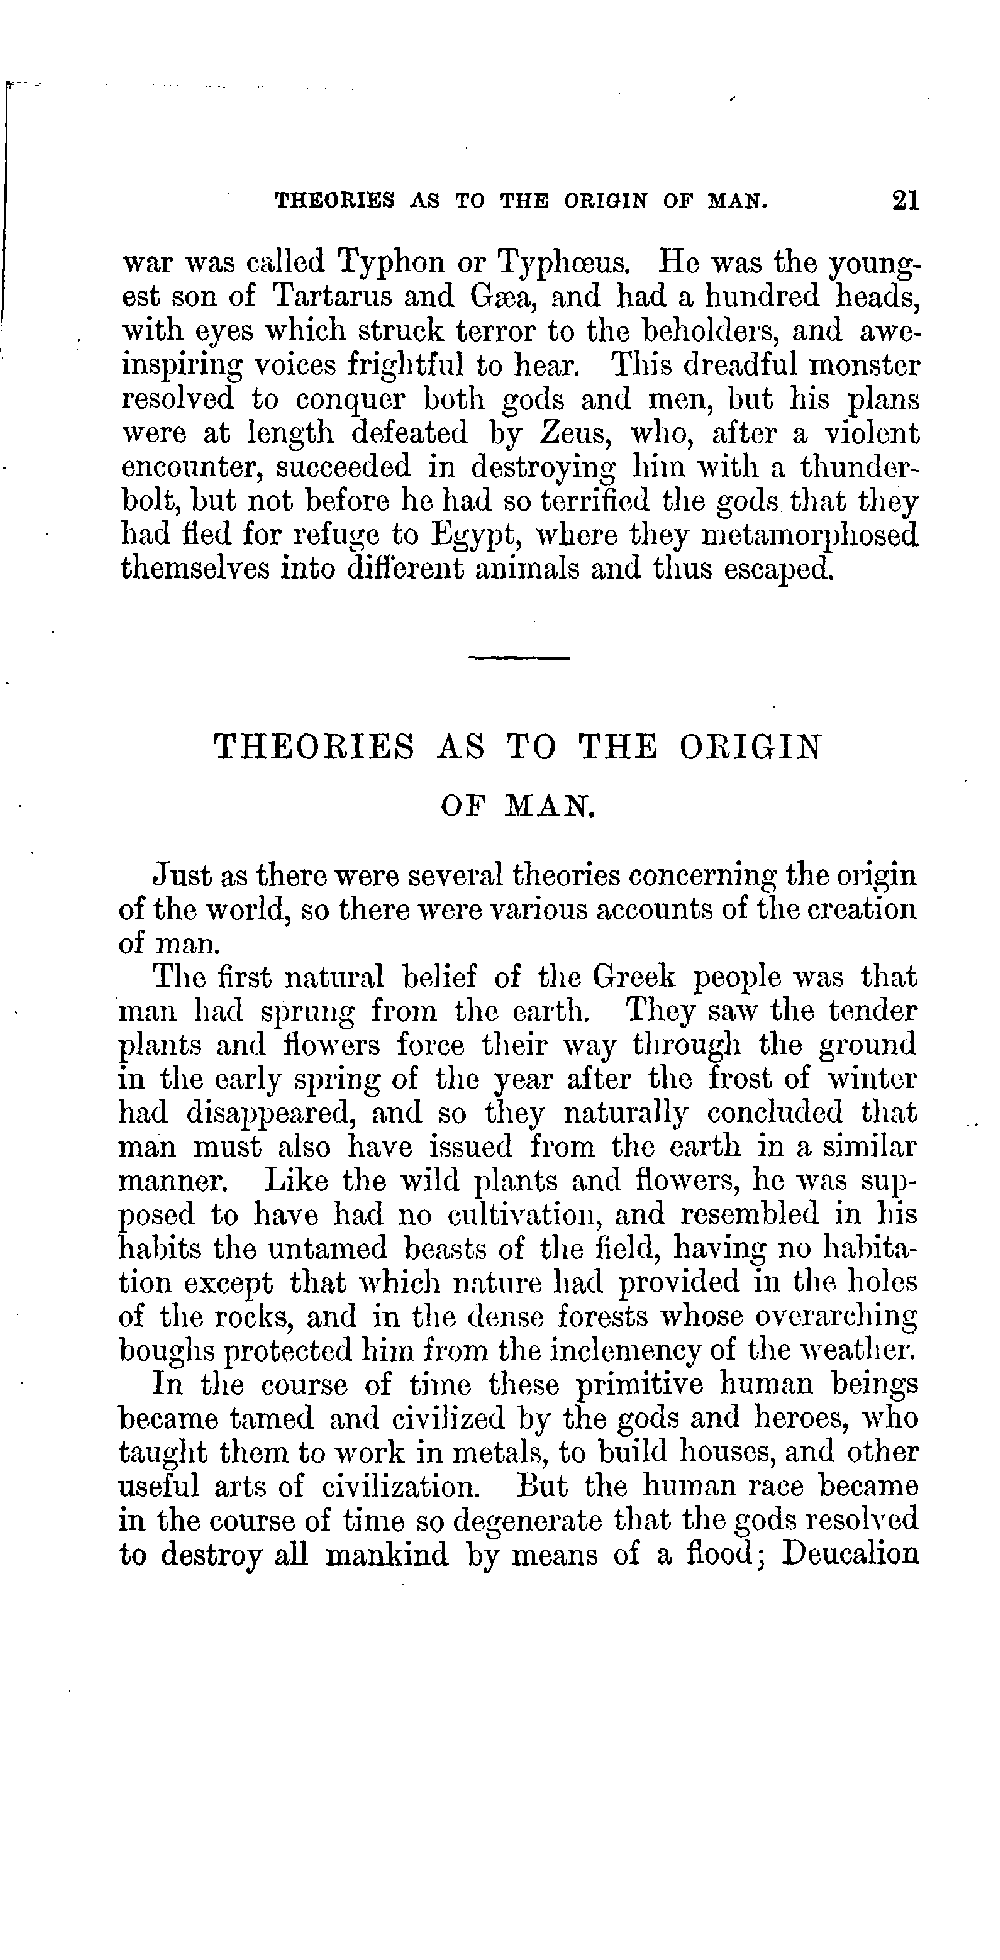 THEORIES AS TO THE ORIGIN OF MAN. 21
war was called Typhon or Typhœus. He was the young-
est son of Tartarus and Gæa, and had a hundred heads,
with eyes which struck terror to the beholders, and awe-
inspiring voices frightful to hear. This dreadful monster
resolved to conquer both gods and men, but his plans
were at length defeated by Zeus, who, after a violent
encounter, succeeded in destroying him with a thunder-
bolt, but not before he had so terrified the gods that they
had fled for refuge to Egypt, where they metamorphosed
themselves into different animals and thus escaped.
THEORIES AS TO THE ORIGIN
OF MAN.
Just as there were several theories concerning the origin
of the world, so there were various accounts of the creation
of man.
The first natural belief of the Greek people was that
man had sprung from the earth. They saw the tender
plants and flowers force their way through the ground
in the early spring of the year after the frost of winter
had disappeared, and so they naturally concluded that
man must also have issued from the earth in a similar
manner. Like the wild plants and flowers, he was sup-
posed to have had no cultivation, and resembled in his
habits the untamed beasts of the field, having no habita-
tion except that which nature had provided in the holes
of the rocks, and in the dense forests whose overarching
boughs protected him from the inclemency of the weather.
In the course of time these primitive human beings
became tamed and civilized by the gods and heroes, who
taught them to work in metals, to build houses, and other
useful arts of civilization. But the human race became
in the course of time so degenerate that the gods resolved
to destroy all mankind by means of a flood; Deucalion